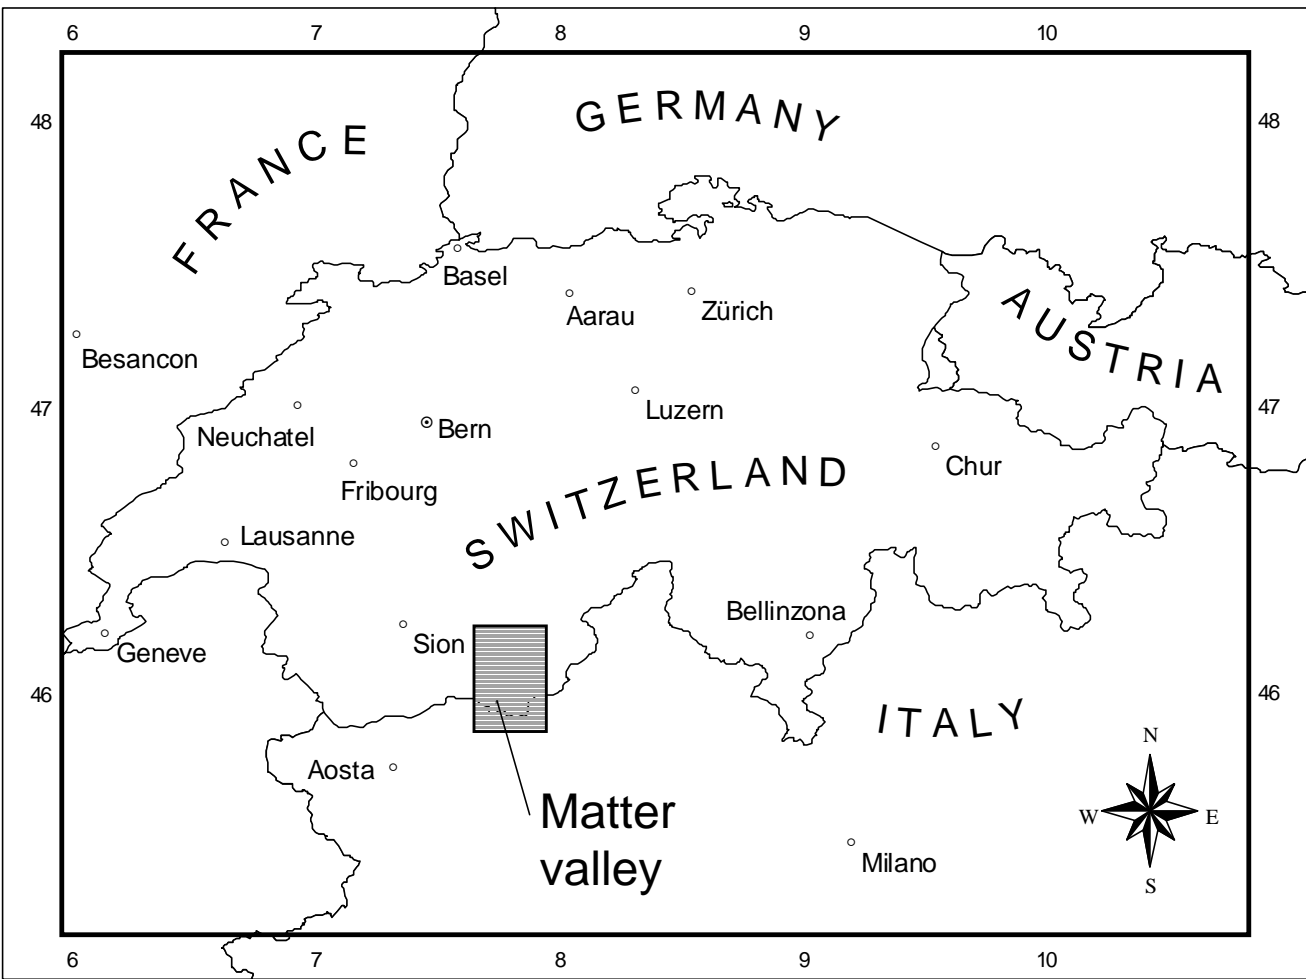 6 7 8 9 10
48 48
GERMANY
FRANCE
Basel
Aarau
Zürich
AUSTRIA
Besancon
47 47
Luzern
Neuchatel
Bern
Chur
Fribourg
SWITZERLAND
Lausanne
Bellinzona
Sion
Geneve
46 46
ITALY
N
Aosta
Matter
valley
W E
Milano
S
6 7 8 9 10